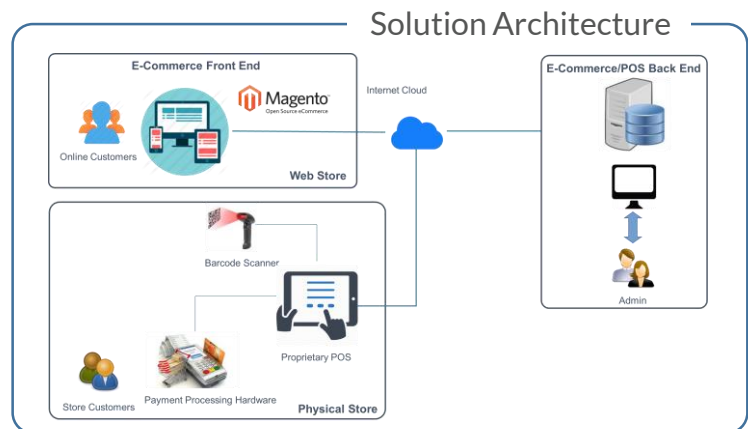 Solution Architecture
E-Commerce Front End
Magento
Open Source eCommerce
Online Customers
Web Store
Internet Cloud
E-Commerce/POS Back End
Admin
Barcode Scanner
Proprietary POS
Payment Processing Hardware
Store Customers
Physical Store